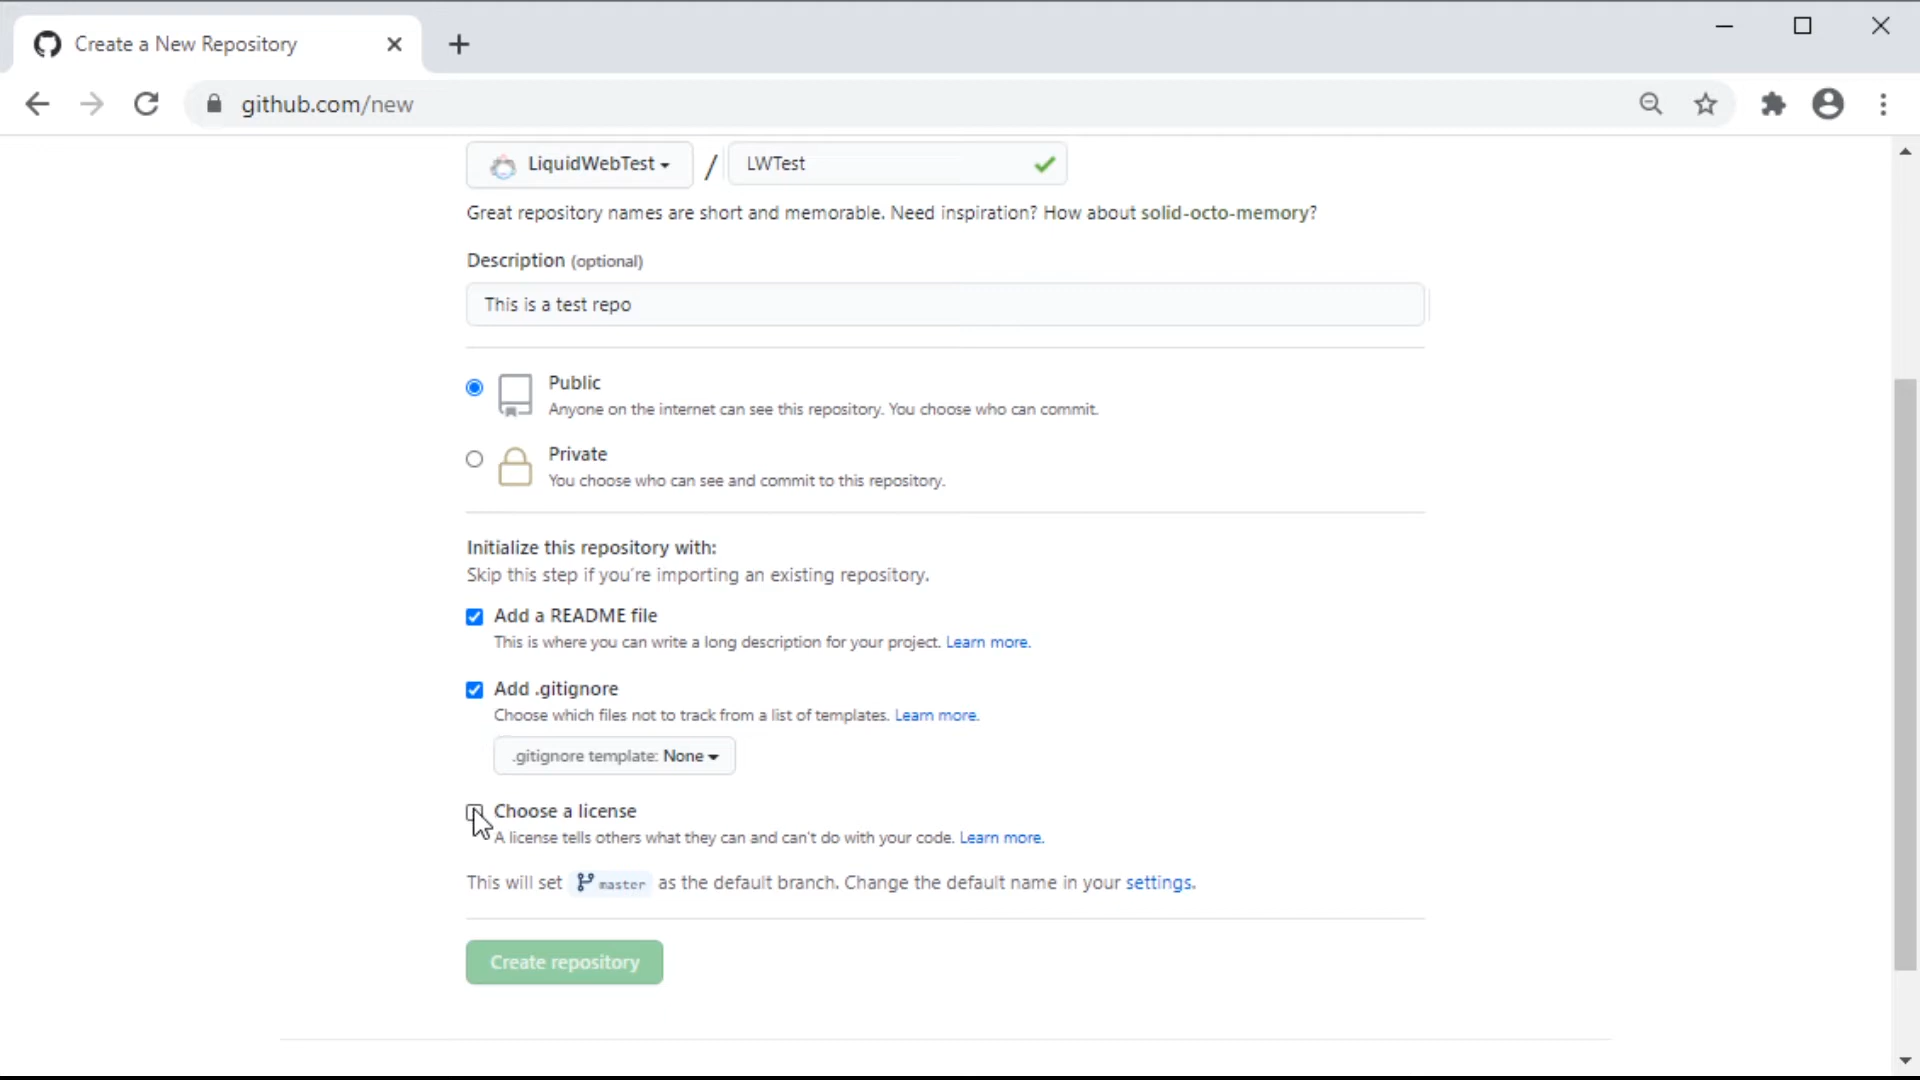 Create a New Repository
github.com/new
LiquidWebTest / LWTest
Great repository names are short and memorable. Need inspiration? How about solid-octo-memory?
Description (optional)
This is a test repo
Public
Anyone on the internet can see this repository. You choose who can commit.
Private
You choose who can see and commit to this repository.
Initialize this repository with:
Skip this step if you're importing an existing repository.
Add a README file
This is where you can write a long description for your project. Learn more.
Add .gitignore
Choose which files not to track from a list of templates. Learn more.
.gitignore template: None
Choose a license
A license tells others what they can and can't do with your code. Learn more.
This will set master as the default branch. Change the default name in your settings.
Create repository